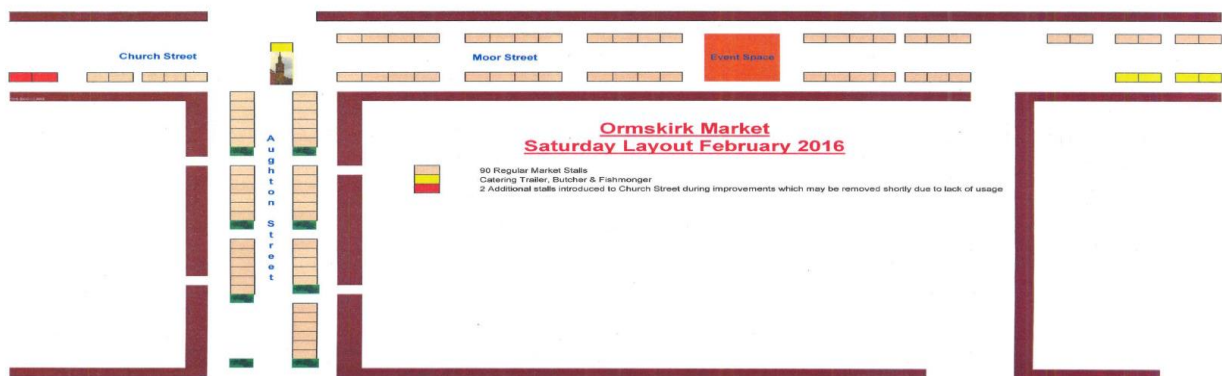 Church Street
Moor Street
Event Space
Aughton Street
Ormskirk Market
Saturday Layout February 2016
90 Regular Market Stalls
Catering Trailer, Butcher & Fishmonger
2 Additional stalls introduced to Church Street during improvements which may be removed shortly due to lack of usage